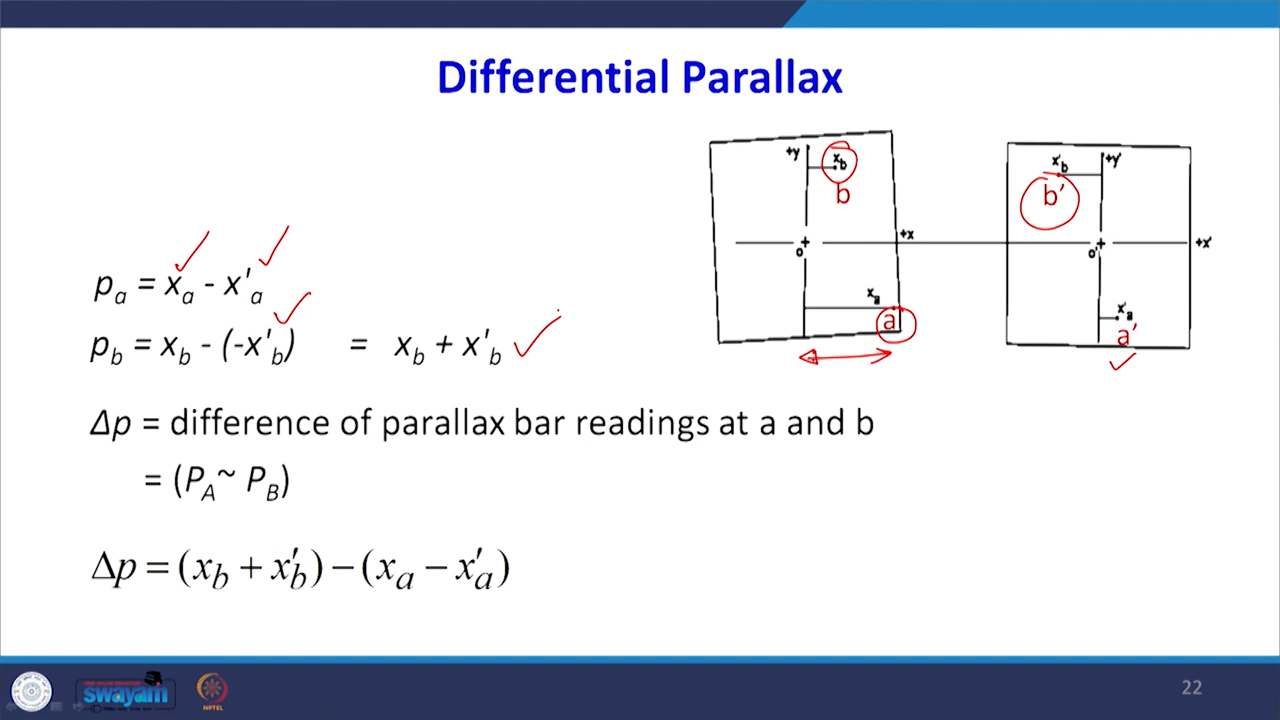 Differential Parallax
+y
x_b
b
x'_b
+y'
b'
+x
+x'
o
o'
p_a = x_a - x'_a
x_a
a
x'_a
a'
p_b = x_b - (-x'_b) = x_b + x'_b
Δp = difference of parallax bar readings at a and b
= (P_A ~ P_B)
Δp = (x_b + x'_b) − (x_a − x'_a)
swayam
NPTEL
22